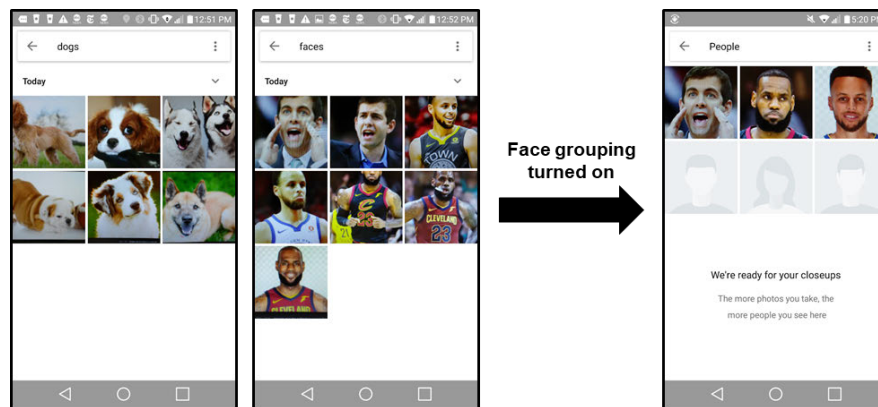 12:51 PM
dogs
Today
12:52 PM
faces
Today
TOWN
CLEVELAND
23
CLEVELAND
Face grouping
turned on
5:20 PM
People
We're ready for your closeups
The more photos you take, the
more people you see here